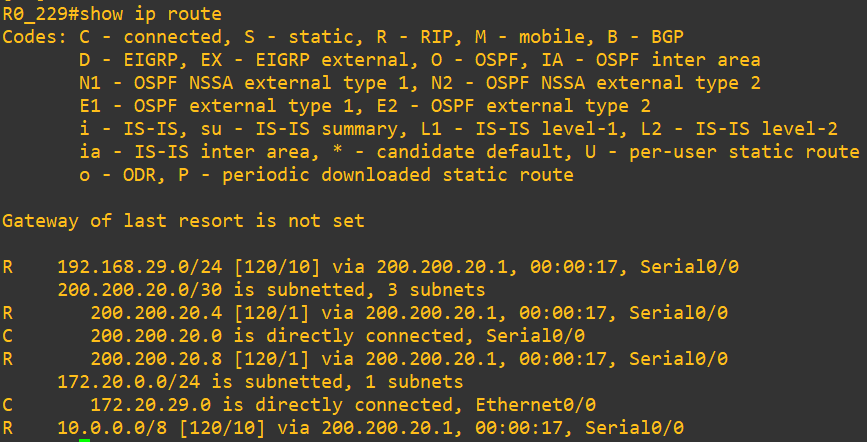 R0_229#show ip route
Codes: C - connected, S - static, R - RIP, M - mobile, B - BGP
       D - EIGRP, EX - EIGRP external, O - OSPF, IA - OSPF inter area
       N1 - OSPF NSSA external type 1, N2 - OSPF NSSA external type 2
       E1 - OSPF external type 1, E2 - OSPF external type 2
       i - IS-IS, su - IS-IS summary, L1 - IS-IS level-1, L2 - IS-IS level-2
       ia - IS-IS inter area, * - candidate default, U - per-user static route
       o - ODR, P - periodic downloaded static route
Gateway of last resort is not set
R    192.168.29.0/24 [120/10] via 200.200.20.1, 00:00:17, Serial0/0
     200.200.20.0/30 is subnetted, 3 subnets
R       200.200.20.4 [120/1] via 200.200.20.1, 00:00:17, Serial0/0
C       200.200.20.0 is directly connected, Serial0/0
R       200.200.20.8 [120/1] via 200.200.20.1, 00:00:17, Serial0/0
     172.20.0.0/24 is subnetted, 1 subnets
C       172.20.29.0 is directly connected, Ethernet0/0
R    10.0.0.0/8 [120/10] via 200.200.20.1, 00:00:17, Serial0/0